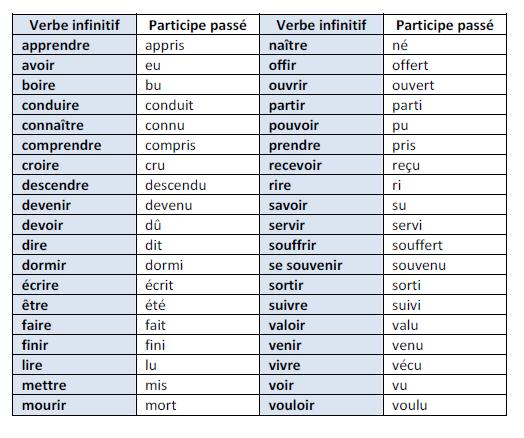 Verbe infinitif Participe passé Verbe infinitif Participe passé
apprendre appris naître né
avoir eu offir offert
boire bu ouvrir ouvert
conduire conduit partir parti
connaître connu pouvoir pu
comprendre compris prendre pris
croire cru recevoir reçu
descendre descendu rire ri
devenir devenu savoir su
devoir dû servir servi
dire dit souffrir souffert
dormir dormi se souvenir souvenu
écrire écrit sortir sorti
être été suivre suivi
faire fait valoir valu
finir fini venir venu
lire lu vivre vécu
mettre mis voir vu
mourir mort vouloir voulu